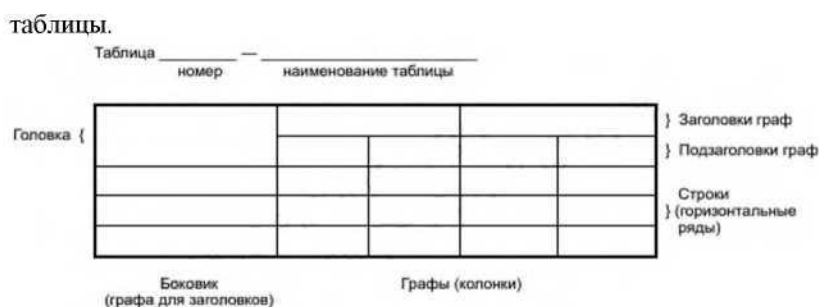 таблицы.
Таблица ________ — ____________________
номер наименование таблицы
Головка {
} Заголовки граф
} Подзаголовки граф
Строки
} (горизонтальные
ряды)
Боковик
(графа для заголовков)
Графы (колонки)